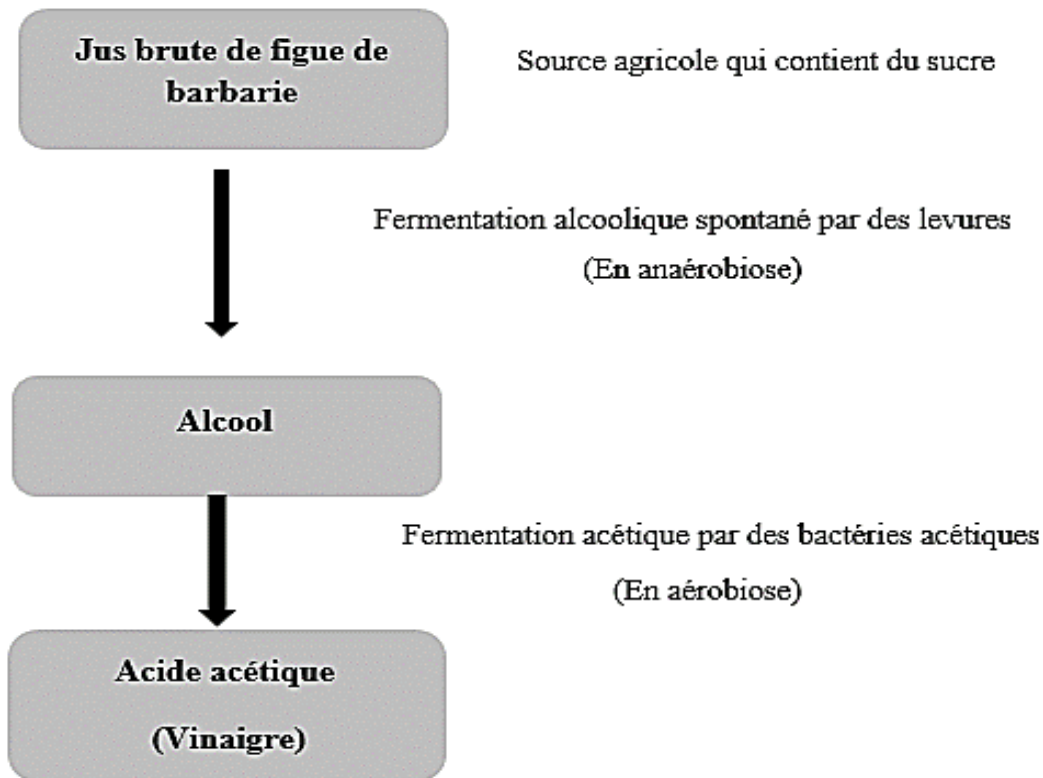 Jus brute de figue de
barbarie
Source agricole qui contient du sucre
Fermentation alcoolique spontané par des levures
(En anaérobiose)
Alcool
Fermentation acétique par des bactéries acétiques
(En aérobiose)
Acide acétique
(Vinaigre)